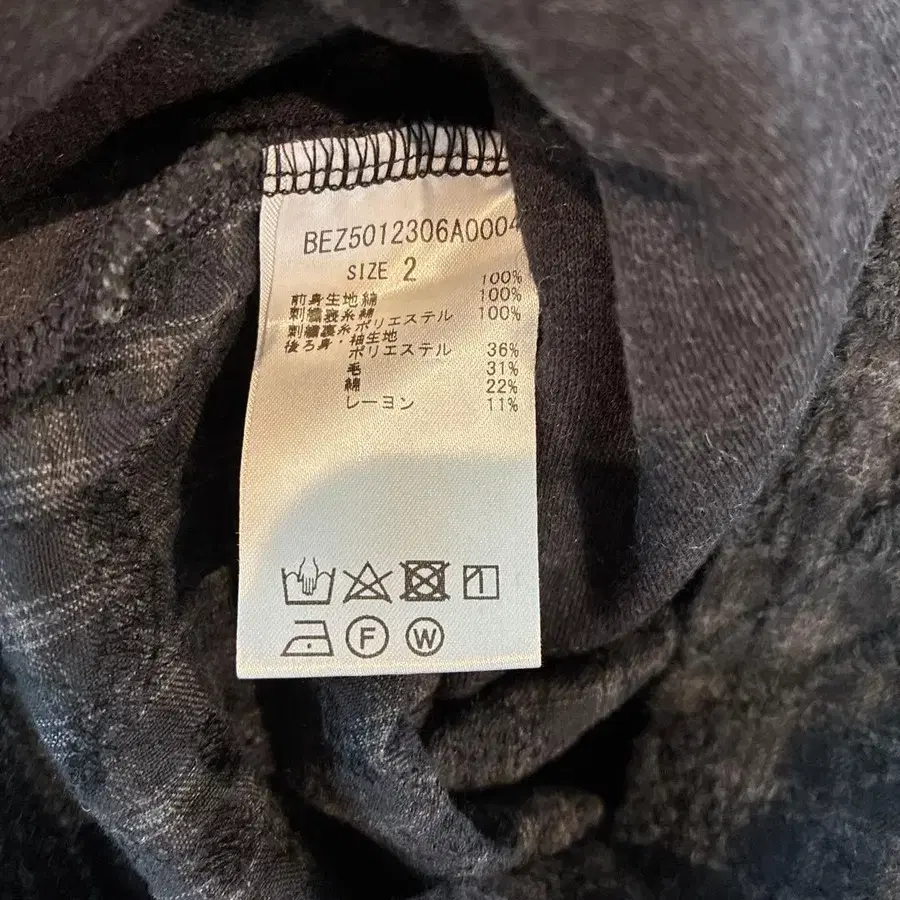 BEZ5012306A0004
SIZE 2
前身生地綿 100%
刺繍表糸綿 100%
刺繍裏糸ポリエステル 100%
後ろ身・袖生地
ポリエステル 36%
毛 31%
綿 22%
レーヨン 11%
F W